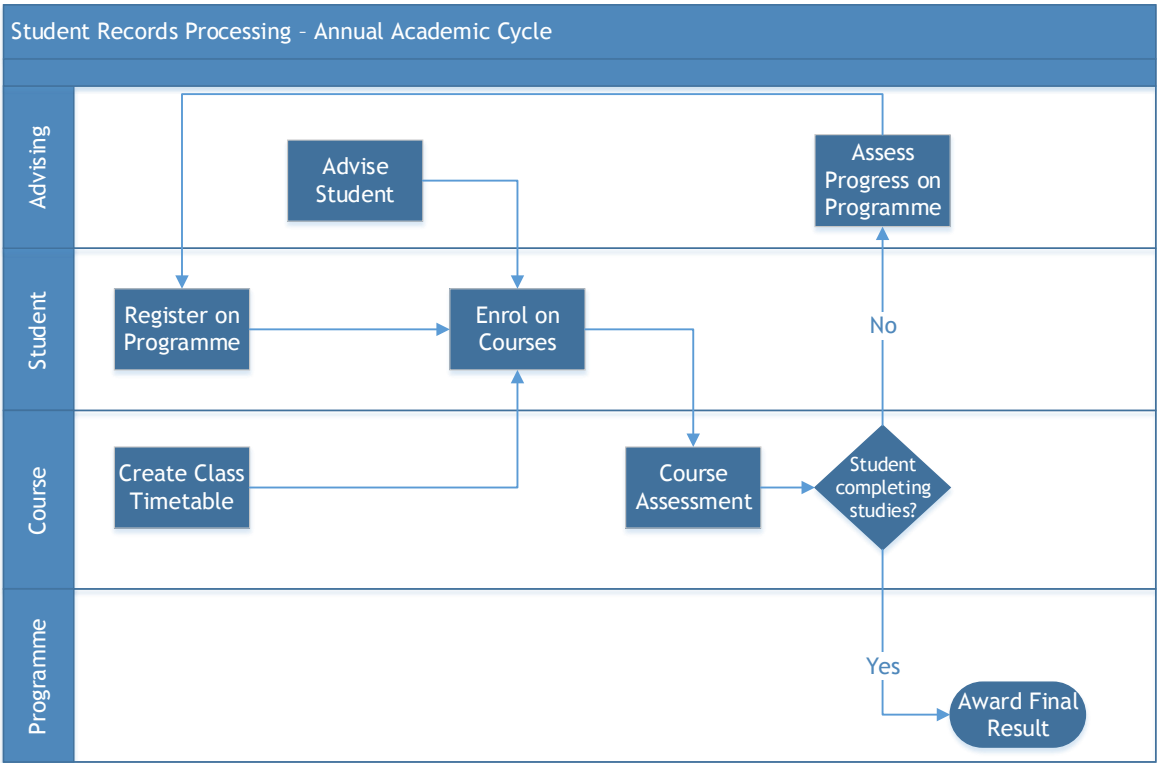 Student Records Processing – Annual Academic Cycle
Advising
Advise
Student
Assess
Progress on
Programme
Student
Register on
Programme
Enrol on
Courses
No
Course
Create Class
Timetable
Course
Assessment
Student
completing
studies?
Programme
Yes
Award Final
Result